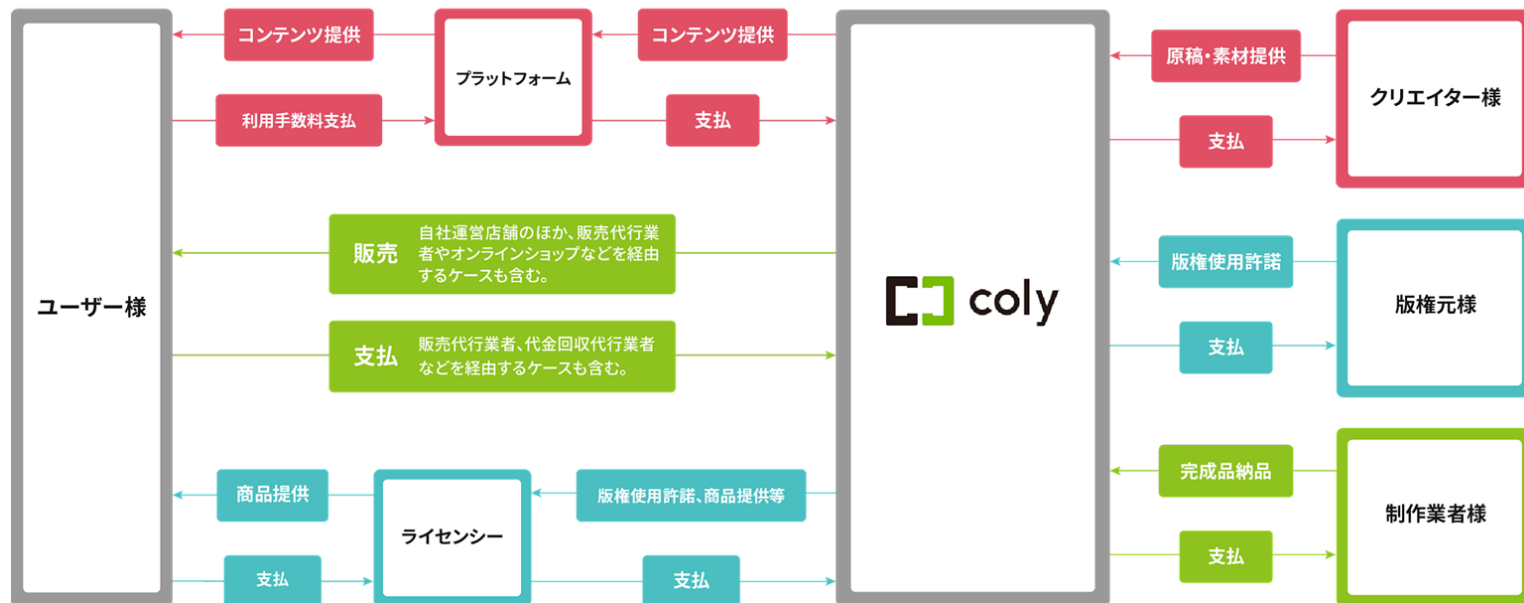 コンテンツ提供
コンテンツ提供
プラットフォーム
利用手数料支払
支払
原稿・素材提供
クリエイター様
支払
販売
自社運営店舗のほか、販売代行業
者やオンラインショップなどを経由
するケースも含む。
版権使用許諾
版権元様
支払
ユーザー様
coly
支払
販売代行業者、代金回収代行業者
などを経由するケースも含む。
商品提供
ライセンシー
版権使用許諾、商品提供等
支払
支払
完成品納品
制作業者様
支払